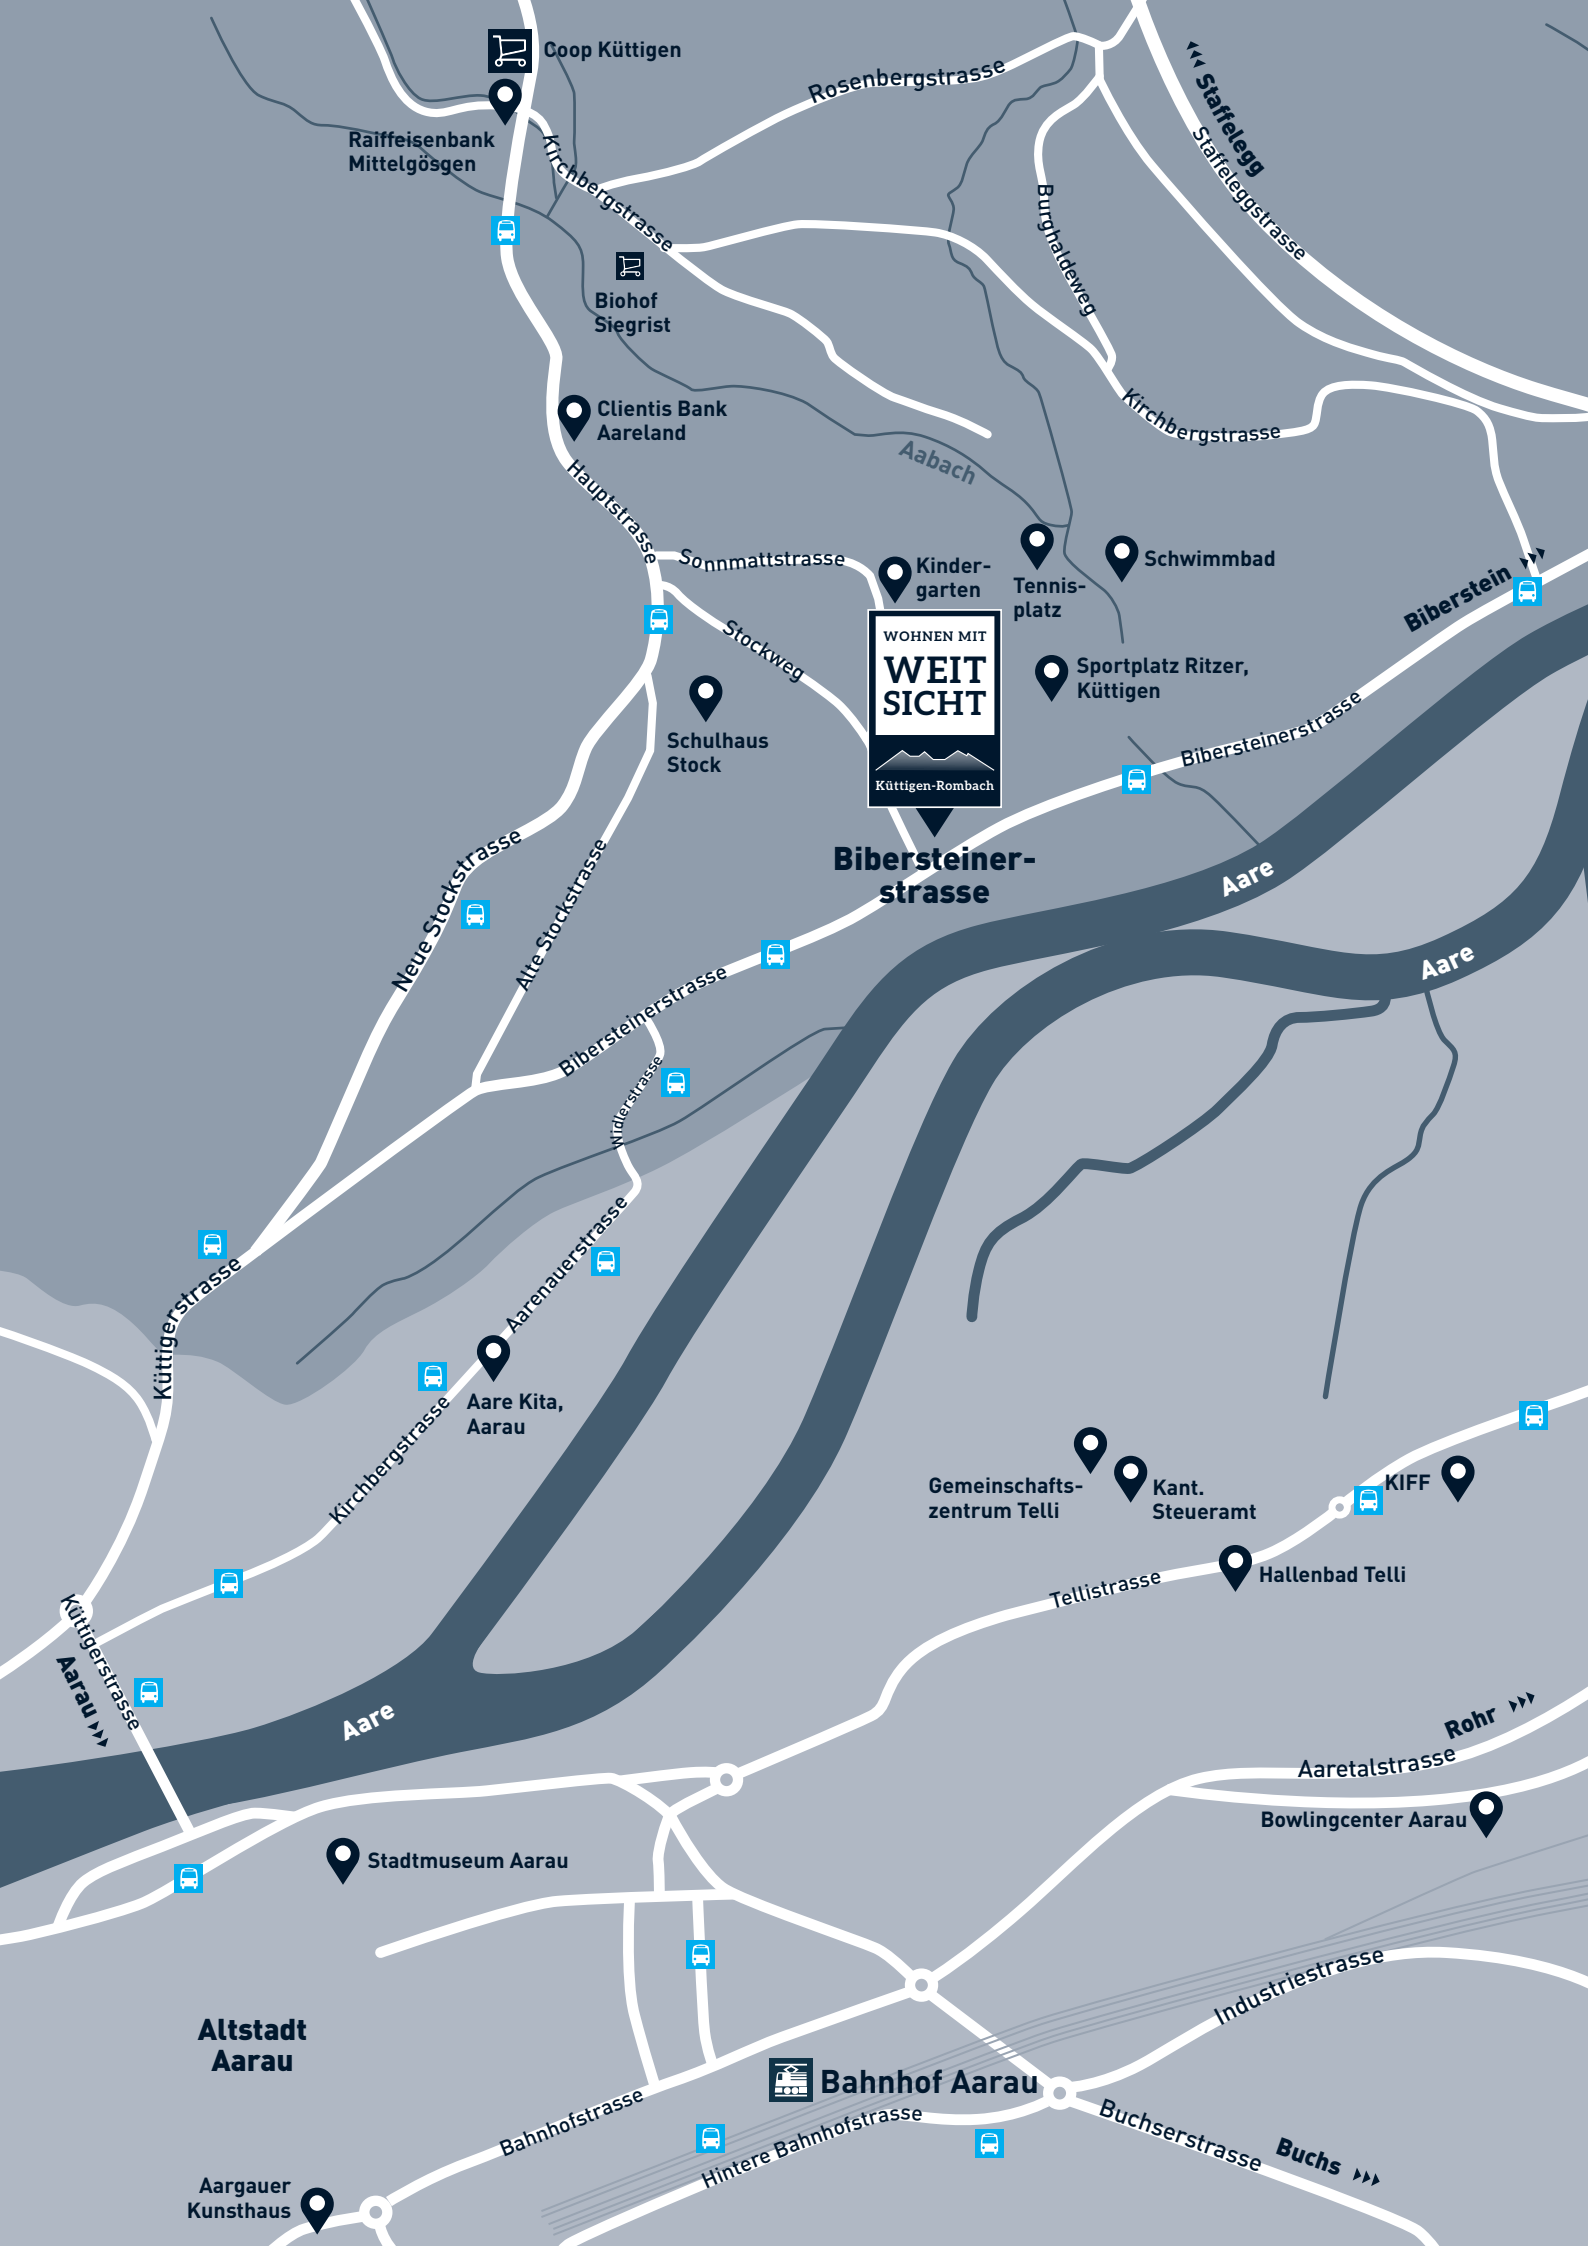 Coop Küttigen
Raiffeisenbank
Mittelgösgen
Kirchbergstrasse
Rosenbergstrasse
Staffelegg
Staffeleggstrasse
Burghaldeweg
Biohof
Siegrist
Kirchbergstrasse
Clientis Bank
Aareland
Aabach
Hauptstrasse
Sonnmattstrasse
Kinder-
garten
Tennis-
platz
Schwimmbad
Biberstein
Stockweg
WOHNEN MIT
WEIT
SICHT
Küttigen-Rombach
Sportplatz Ritzer,
Küttigen
Schulhaus
Stock
Bibersteinerstrasse
Bibersteiner-
strasse
Neue Stockstrasse
Alte Stockstrasse
Aare
Aare
Bibersteinerstrasse
Widlerstrasse
Aarenauerstrasse
Küttigerstrasse
Aare Kita,
Aarau
Kirchbergstrasse
Gemeinschafts-
zentrum Telli
Kant.
Steueramt
KIFF
Hallenbad Telli
Tellistrasse
Küttigerstrasse
Aarau
Aare
Rohr
Aaretalstrasse
Bowlingcenter Aarau
Stadtmuseum Aarau
Industriestrasse
Altstadt
Aarau
Bahnhof Aarau
Bahnhofstrasse
Hintere Bahnhofstrasse
Buchserstrasse
Buchs
Aargauer
Kunsthaus